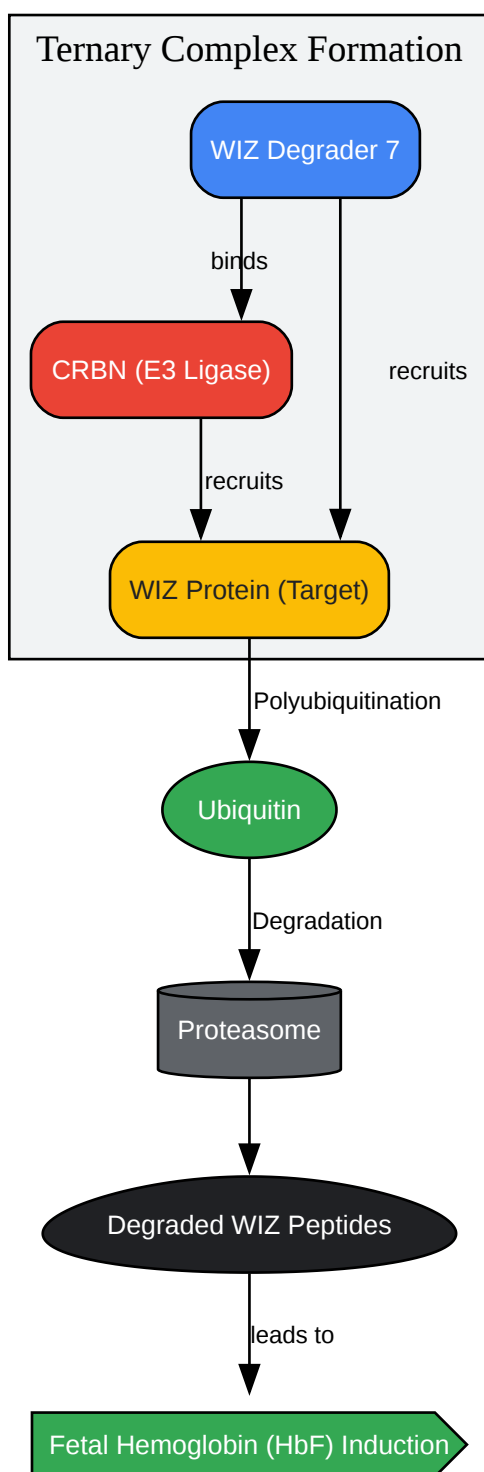 Ternary Complex Formation
WIZ Degrader 7
binds
CRBN (E3 Ligase)
recruits
recruits
WIZ Protein (Target)
Polyubiquitination
Ubiquitin
Degradation
Proteasome
Degraded WIZ Peptides
leads to
Fetal Hemoglobin (HbF) Induction